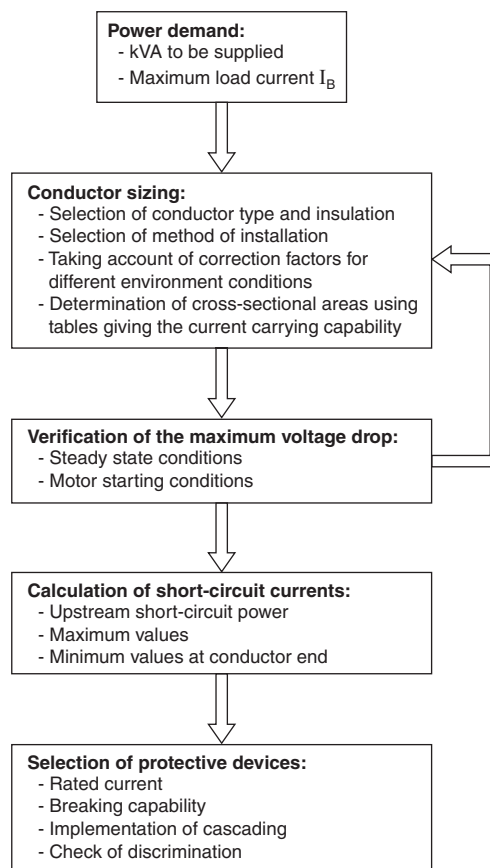 Power demand:
- kVA to be supplied
- Maximum load current I_B
Conductor sizing:
- Selection of conductor type and insulation
- Selection of method of installation
- Taking account of correction factors for
different environment conditions
- Determination of cross-sectional areas using
tables giving the current carrying capability
Verification of the maximum voltage drop:
- Steady state conditions
- Motor starting conditions
Calculation of short-circuit currents:
- Upstream short-circuit power
- Maximum values
- Minimum values at conductor end
Selection of protective devices:
- Rated current
- Breaking capability
- Implementation of cascading
- Check of discrimination